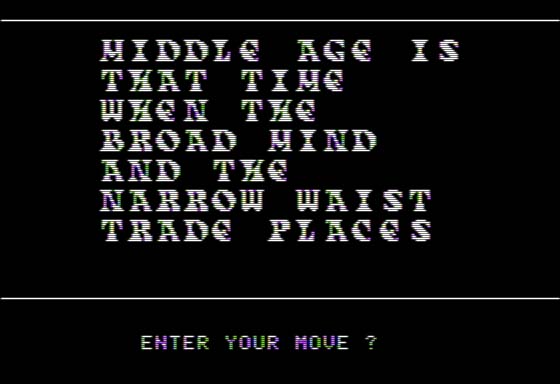 MIDDLE AGE IS
THAT TIME
WHEN THE
BROAD MIND
AND THE
NARROW WAIST
TRADE PLACES
ENTER YOUR MOVE ?